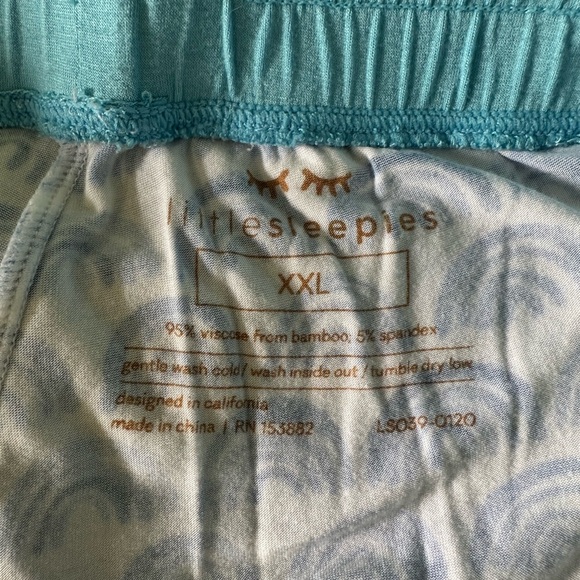 littlesleepies
XXL
95% viscose from bamboo, 5% spandex
gentle wash cold/ wash inside out / tumble dry low
designed in california
made in china | RN 153882 LS039-0120